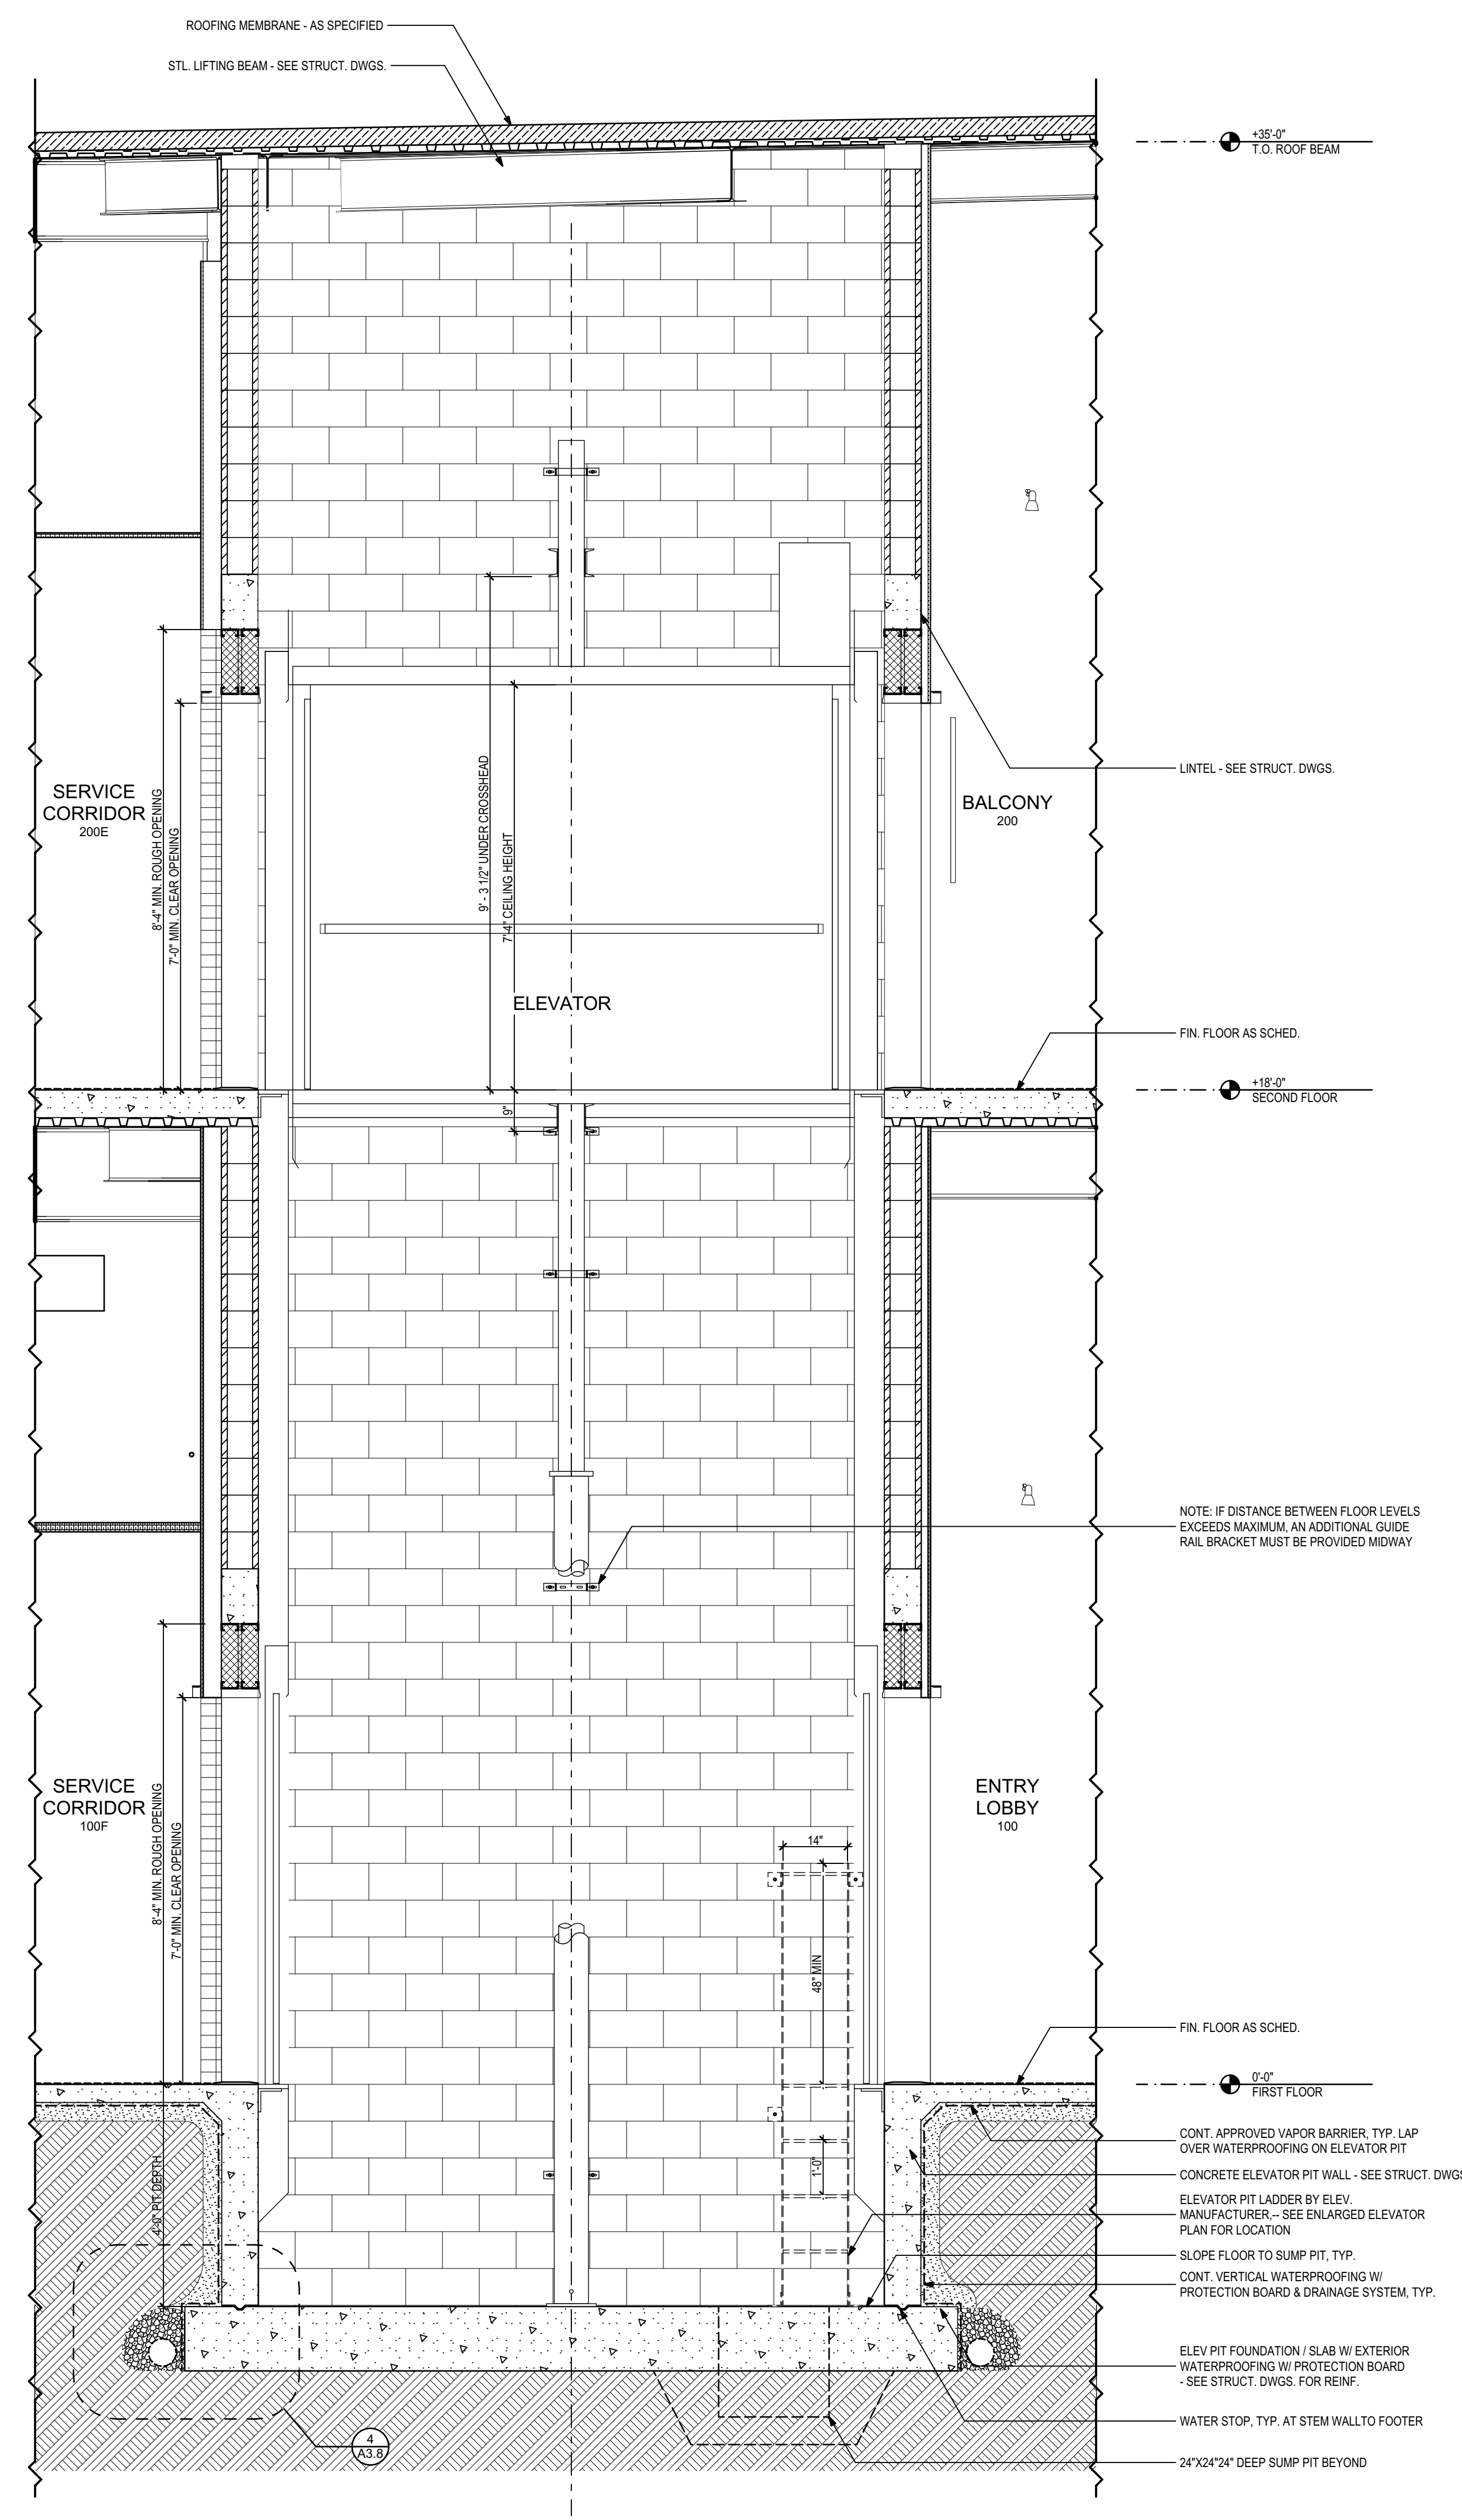 ROOFING MEMBRANE - AS SPECIFIED
STL. LIFTING BEAM - SEE STRUCT. DWGS.
+35'-0"
T.O. ROOF BEAM
LINTEL - SEE STRUCT. DWGS.
SERVICE
CORRIDOR
200E
8'-4" MIN. ROUGH OPENING
7'-0" MIN. CLEAR OPENING
9' - 3 1/2" UNDER CROSSHEAD
7'-4" CEILING HEIGHT
ELEVATOR
BALCONY
200
FIN. FLOOR AS SCHED.
+18'-0"
SECOND FLOOR
9"
NOTE: IF DISTANCE BETWEEN FLOOR LEVELS
EXCEEDS MAXIMUM, AN ADDITIONAL GUIDE
RAIL BRACKET MUST BE PROVIDED MIDWAY
SERVICE
CORRIDOR
100F
8'-4" MIN. ROUGH OPENING
7'-0" MIN. CLEAR OPENING
ENTRY
LOBBY
100
14"
48" MIN
FIN. FLOOR AS SCHED.
0'-0"
FIRST FLOOR
1'-0"
4'-0" PIT DEPTH
CONT. APPROVED VAPOR BARRIER, TYP. LAP
OVER WATERPROOFING ON ELEVATOR PIT
CONCRETE ELEVATOR PIT WALL - SEE STRUCT. DWGS
ELEVATOR PIT LADDER BY ELEV.
MANUFACTURER,-- SEE ENLARGED ELEVATOR
PLAN FOR LOCATION
SLOPE FLOOR TO SUMP PIT, TYP.
CONT. VERTICAL WATERPROOFING W/
PROTECTION BOARD & DRAINAGE SYSTEM, TYP.
ELEV PIT FOUNDATION / SLAB W/ EXTERIOR
WATERPROOFING W/ PROTECTION BOARD
- SEE STRUCT. DWGS. FOR REINF.
WATER STOP, TYP. AT STEM WALLTO FOOTER
24"X24"24" DEEP SUMP PIT BEYOND
4
A3.8